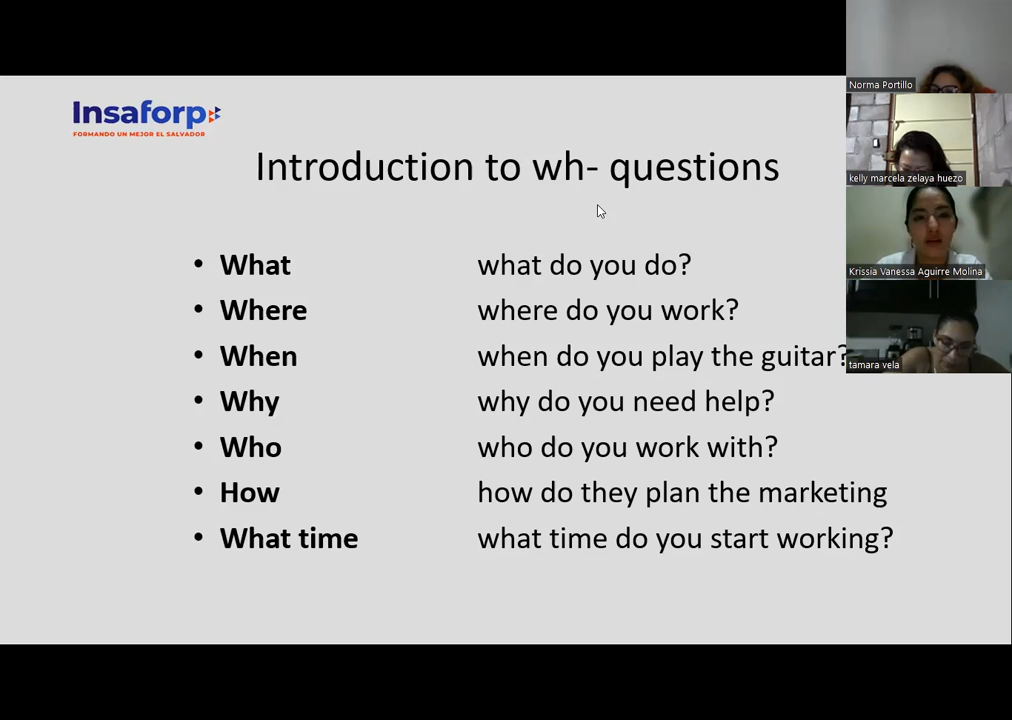 Insaforp
FORMANDO UN MEJOR EL SALVADOR
Introduction to wh- questions
• What what do you do?
• Where where do you work?
• When when do you play the guitar?
• Why why do you need help?
• Who who do you work with?
• How how do they plan the marketing
• What time what time do you start working?
Norma Portillo
kelly marcela zelaya huezo
Krissia Vanessa Aguirre Molina
tamara vela